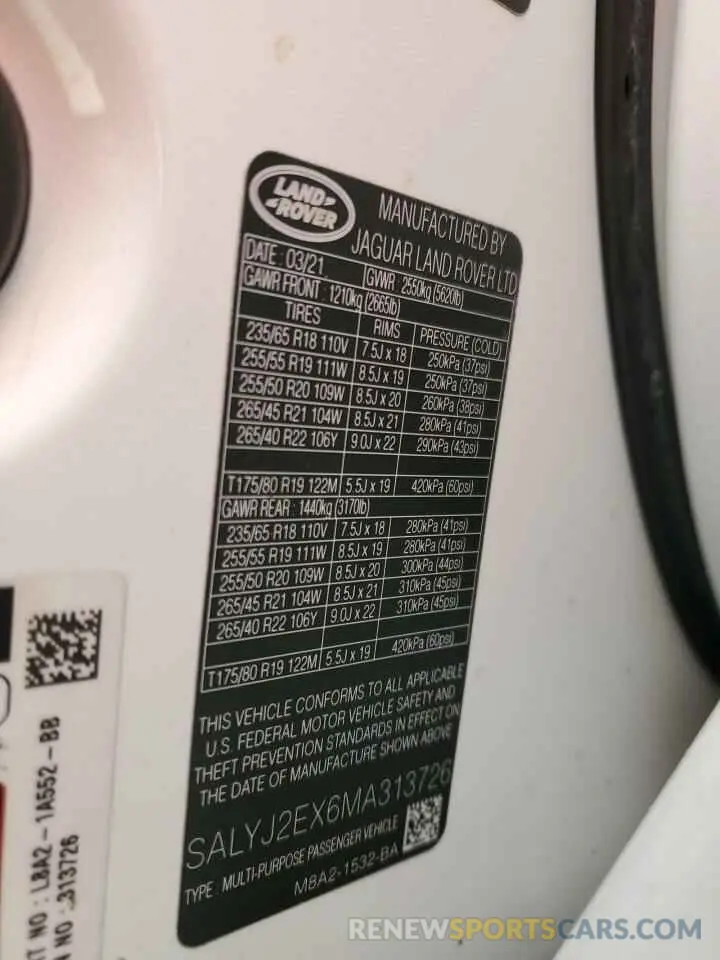 LAND ROVER
MANUFACTURED BY
JAGUAR LAND ROVER LTD
DATE : 03/21 GVWR : 2550kg (5620lb)
GAWR FRONT : 1210kg (2665lb)
TIRES RIMS PRESSURE (COLD)
235/65 R18 110V 7.5J x 18 250kPa (37psi)
255/55 R19 111W 8.5J x 19 250kPa (37psi)
255/50 R20 109W 8.5J x 20 260kPa (38psi)
265/45 R21 104W 8.5J x 21 280kPa (41psi)
265/40 R22 106Y 9.0J x 22 290kPa (43psi)
T175/80 R19 122M 5.5J x 19 420kPa (60psi)
GAWR REAR : 1440kg (3170lb)
235/65 R18 110V 7.5J x 18 280kPa (41psi)
255/55 R19 111W 8.5J x 19 280kPa (41psi)
255/50 R20 109W 8.5J x 20 300kPa (44psi)
265/45 R21 104W 8.5J x 21 310kPa (45psi)
265/40 R22 106Y 9.0J x 22 310kPa (45psi)
T175/80 R19 122M 5.5J x 19 420kPa (60psi)
THIS VEHICLE CONFORMS TO ALL APPLICABLE
U.S. FEDERAL MOTOR VEHICLE SAFETY AND
THEFT PREVENTION STANDARDS IN EFFECT ON
THE DATE OF MANUFACTURE SHOWN ABOVE
SALYJ2EX6MA313726
TYPE MULTI-PURPOSE PASSENGER VEHICLE
M8A2-1532-BA
NO : L8A2-1A552-BB
NO : 313726
RENEWSPORTSCARS.COM